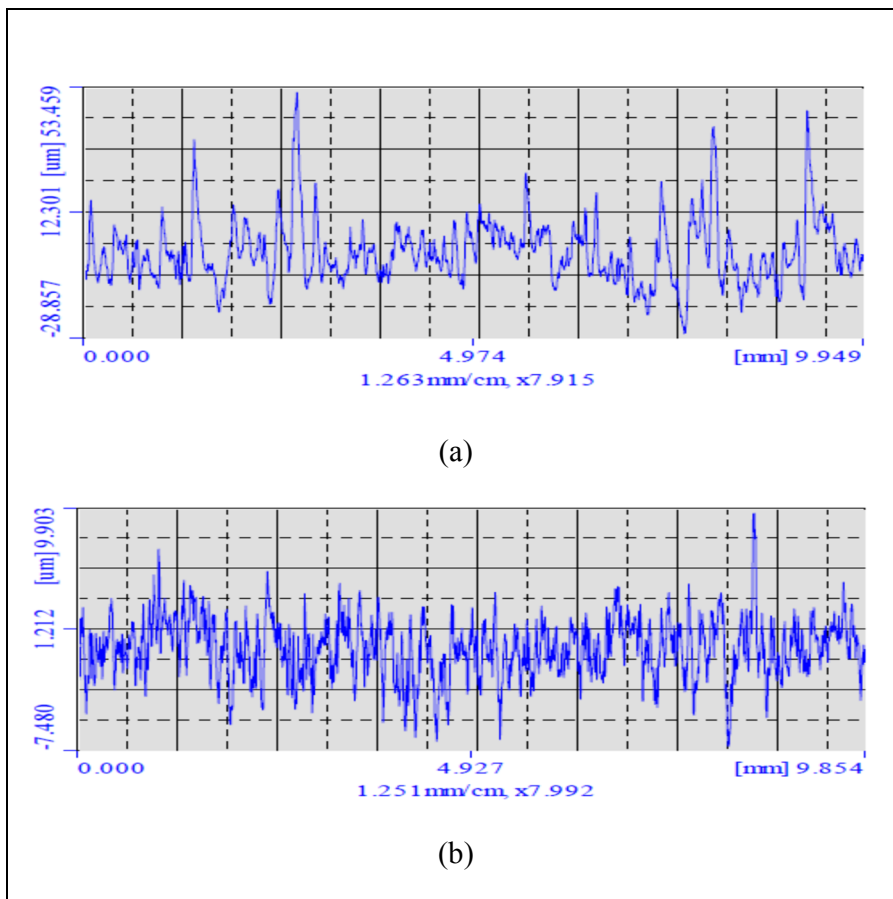 -28.857 12.301 [um] 53.459
0.000 4.974 [mm] 9.949
1.263mm/cm, x7.915
(a)
-7.480 1.212 [um] 9.903
0.000 4.927 [mm] 9.854
1.251mm/cm, x7.992
(b)